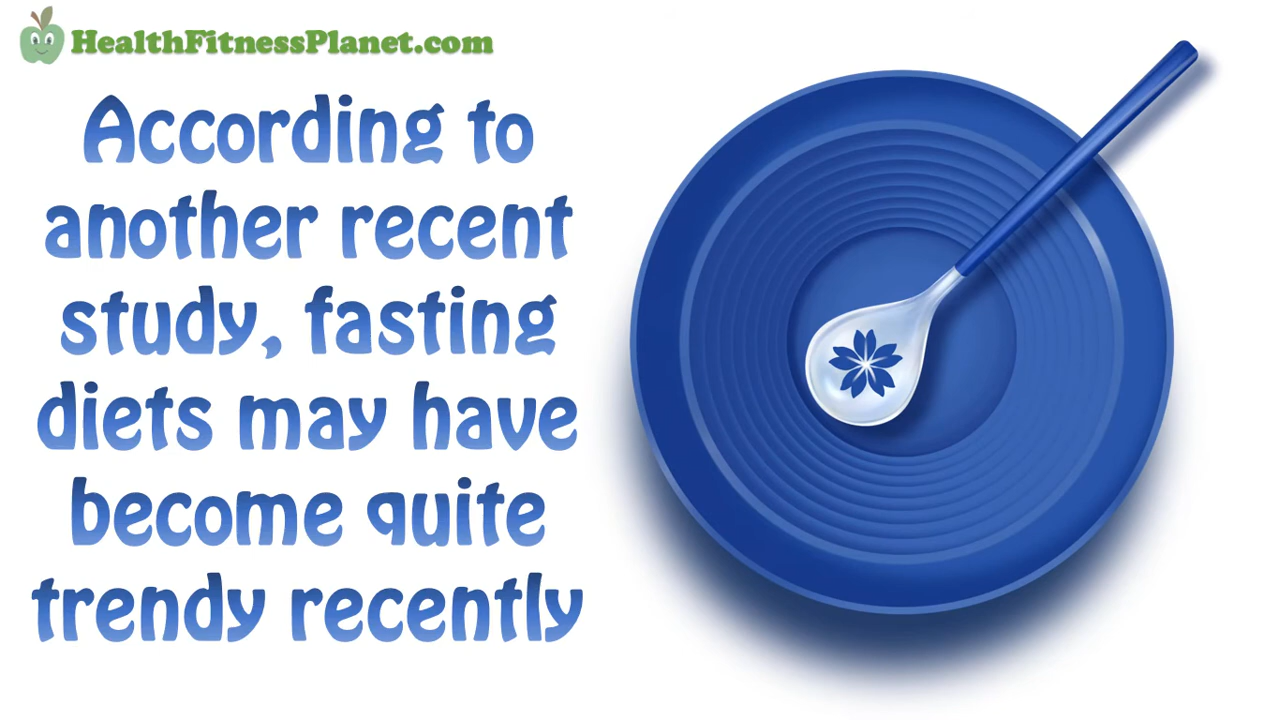 HealthFitnessPlanet.com
According to
another recent
study, fasting
diets may have
become quite
trendy recently